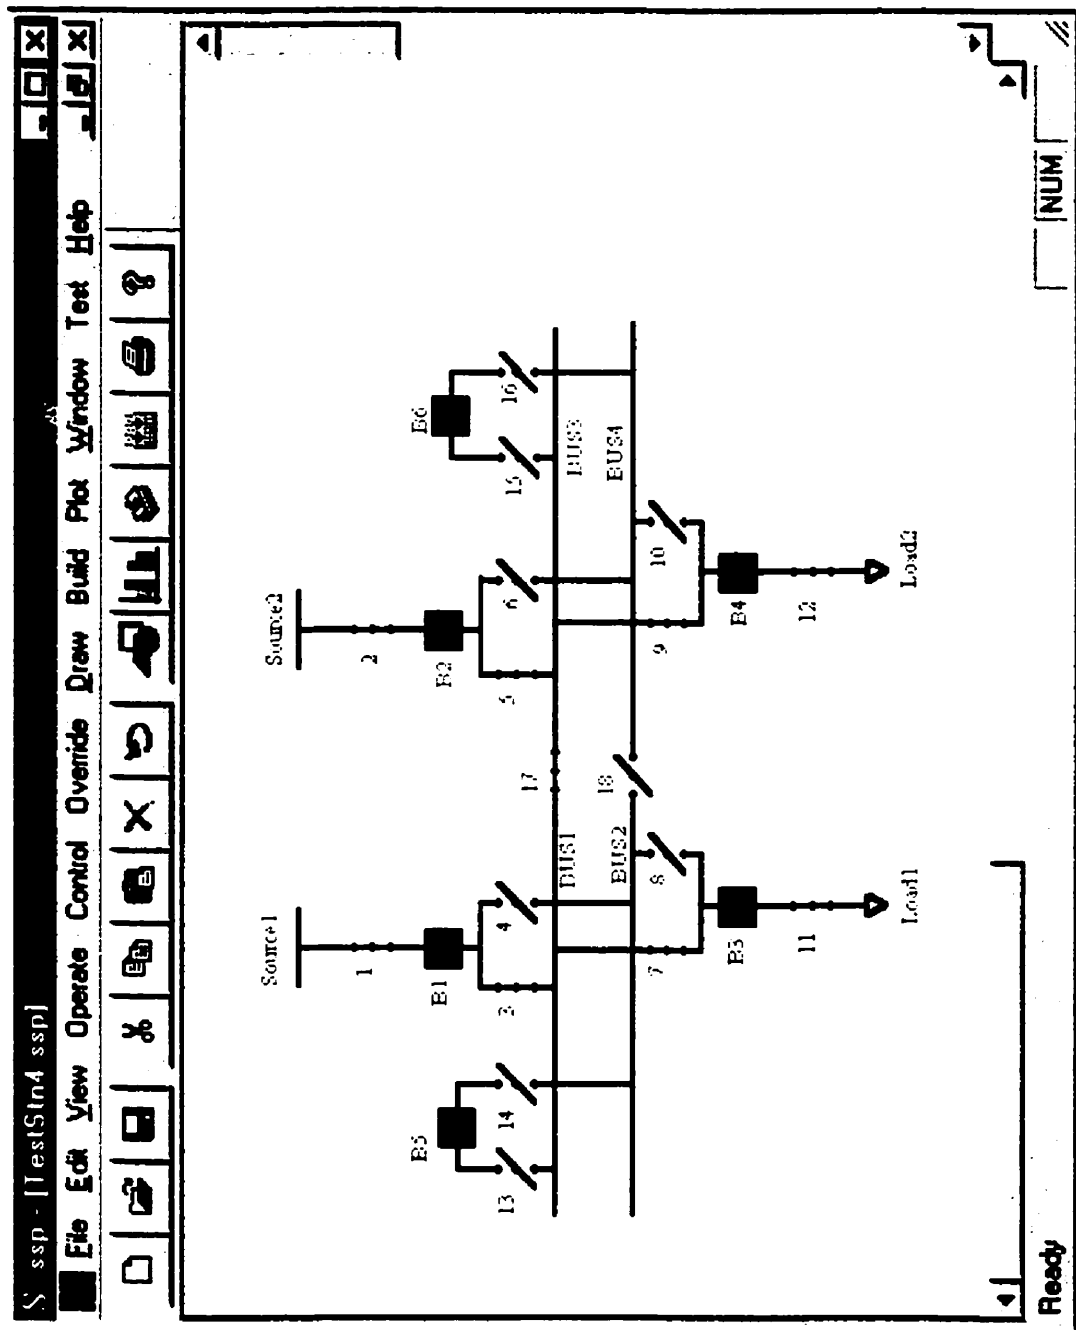 ssp - [TestStn4 ssp]
File Edit View Operate Control Override Draw Build Plot Window Test Help
Source1
Source2
1
2
B5
B1
B2
B6
13
14
3
4
5
6
15
16
17
BUS1
BUS3
18
BUS2
BUS4
7
8
9
10
B3
B4
11
12
Load1
Load2
Ready
NUM